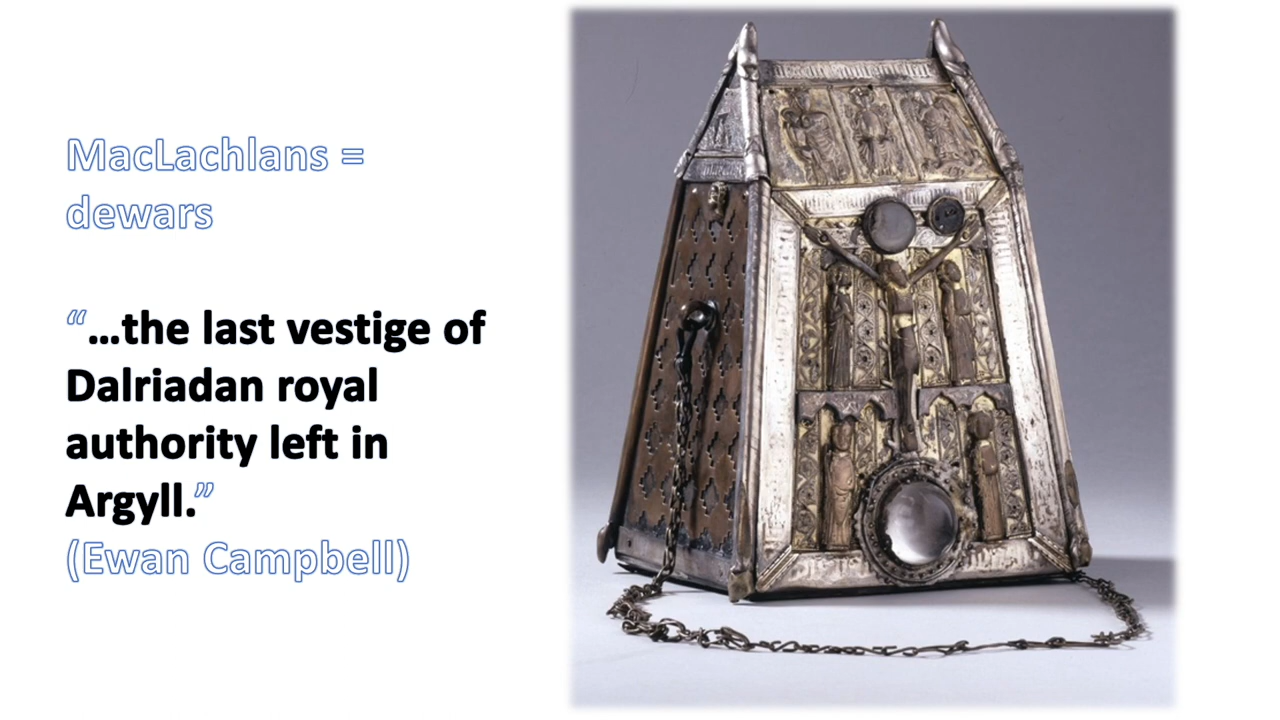 MacLachlans =
dewars
“…the last vestige of
Dalriadan royal
authority left in
Argyll.”
(Ewan Campbell)